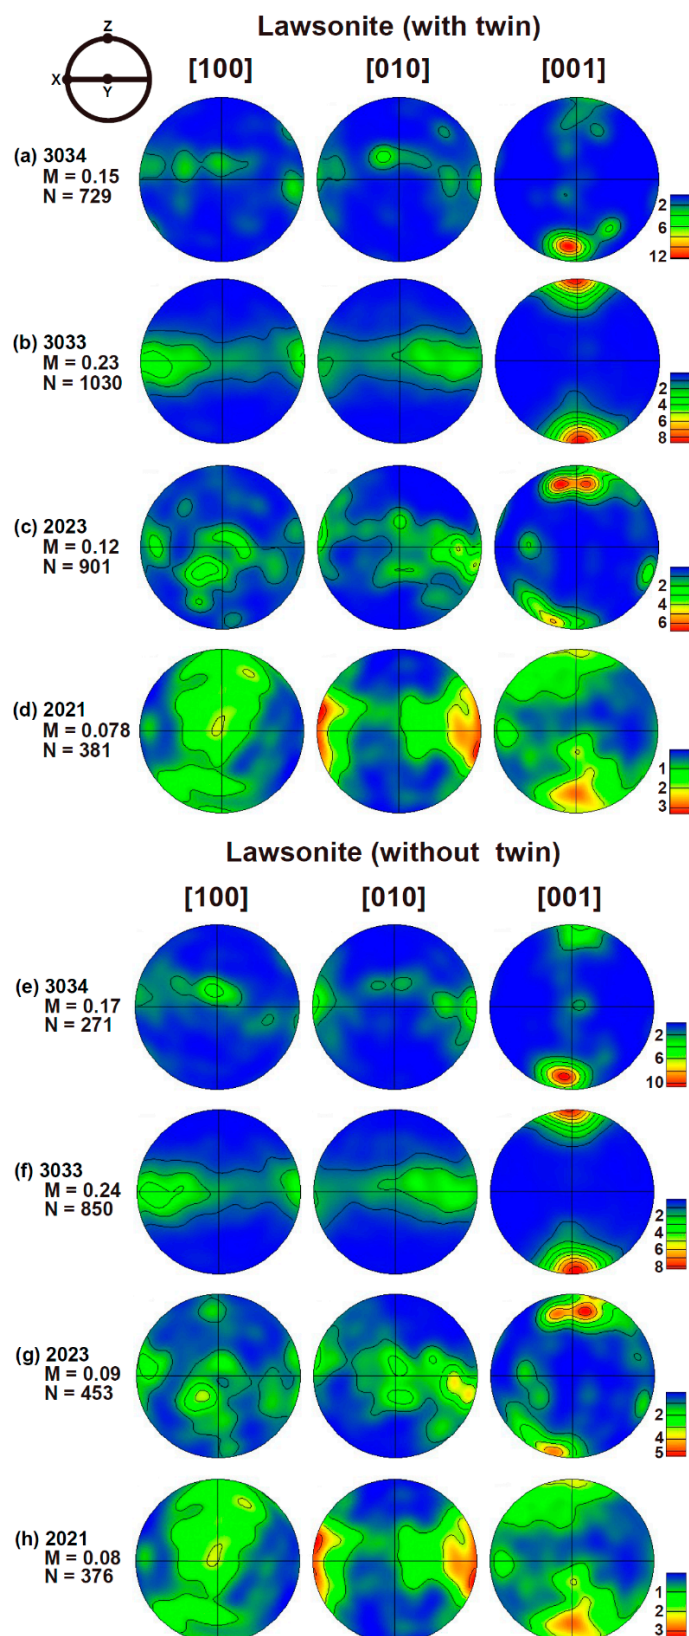 Lawsonite (with twin)
Z
X
Y
[100] [010] [001]
(a) 3034
M = 0.15
N = 729
2
6
12
(b) 3033
M = 0.23
N = 1030
2
4
6
8
(c) 2023
M = 0.12
N = 901
2
4
6
(d) 2021
M = 0.078
N = 381
1
2
3
Lawsonite (without twin)
[100] [010] [001]
(e) 3034
M = 0.17
N = 271
2
6
10
(f) 3033
M = 0.24
N = 850
2
4
6
8
(g) 2023
M = 0.09
N = 453
2
4
5
(h) 2021
M = 0.08
N = 376
1
2
3